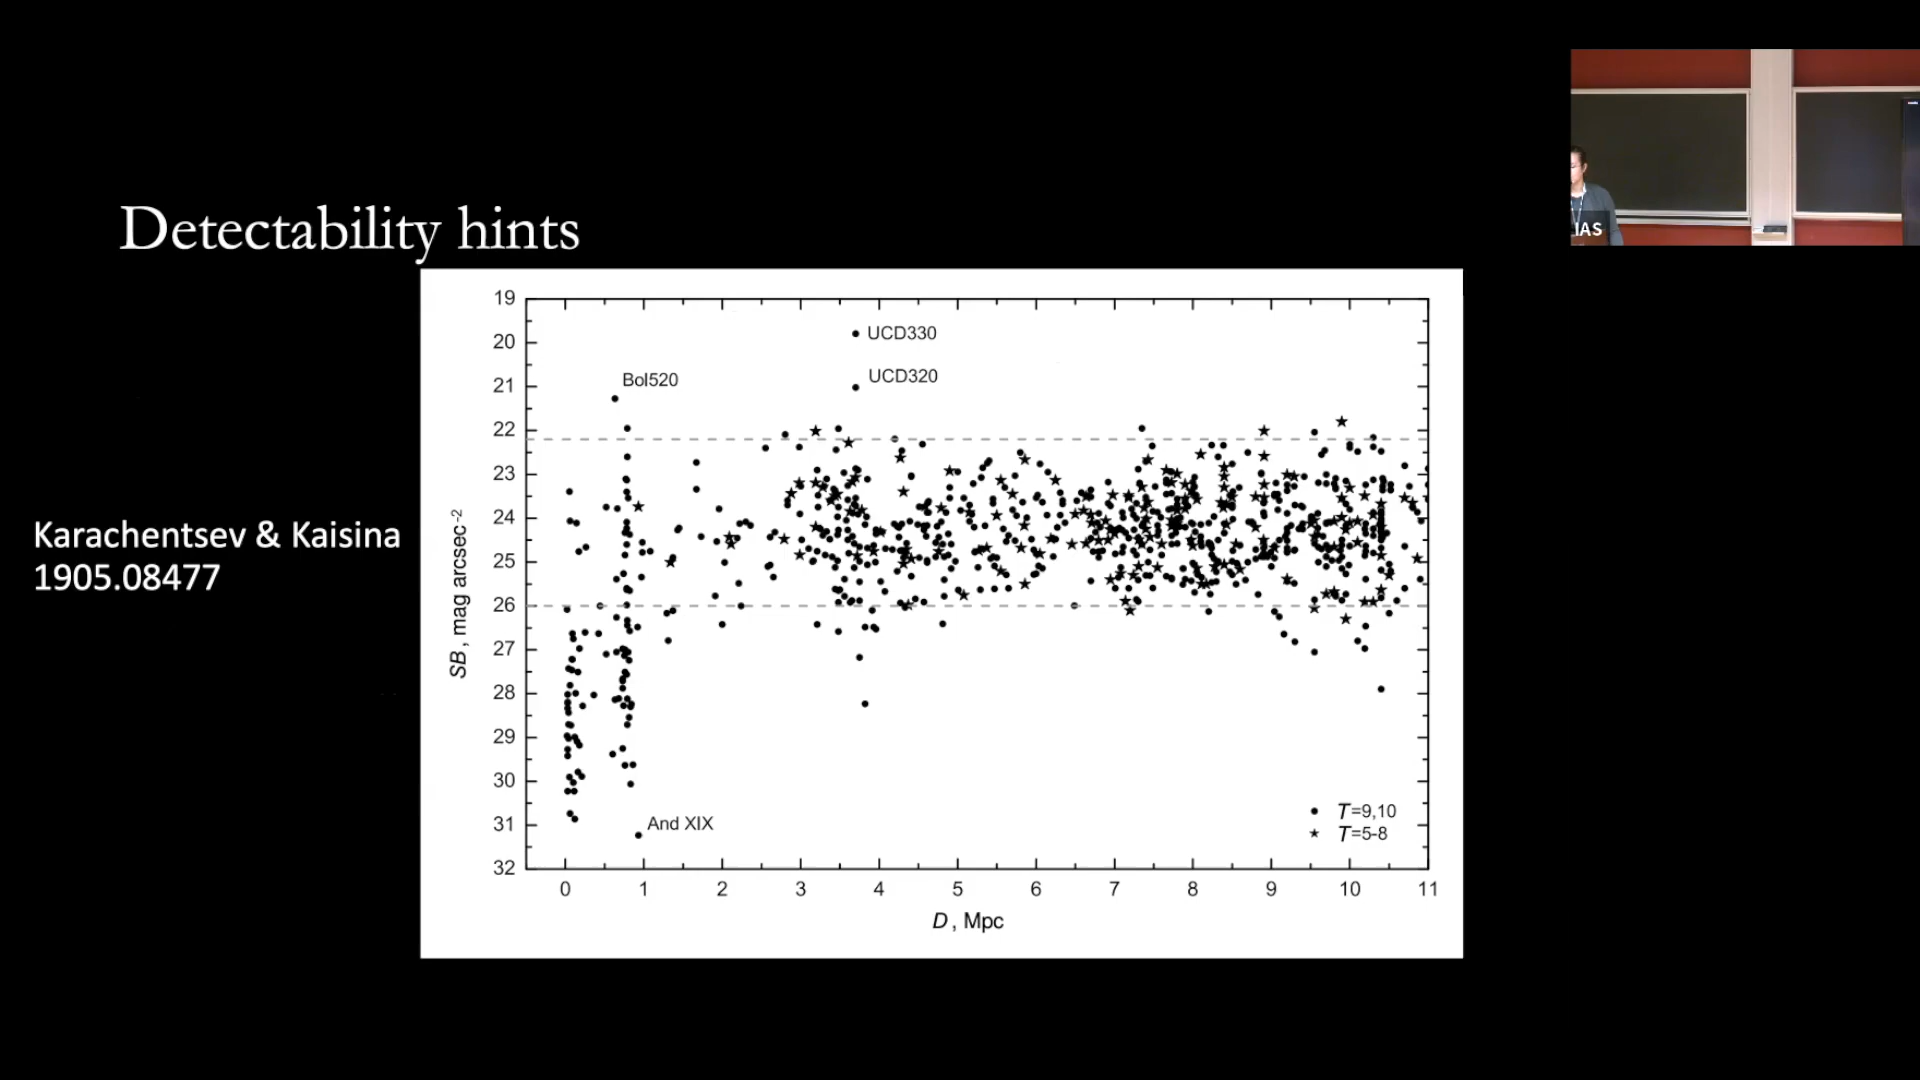 Detectability hints
IAS
Karachentsev & Kaisina
1905.08477
19
20
21
22
23
24
25
26
27
28
29
30
31
32
SB, mag arcsec-2
UCD330
UCD320
Bol520
And XIX
T=9,10
T=5-8
0 1 2 3 4 5 6 7 8 9 10 11
D, Mpc